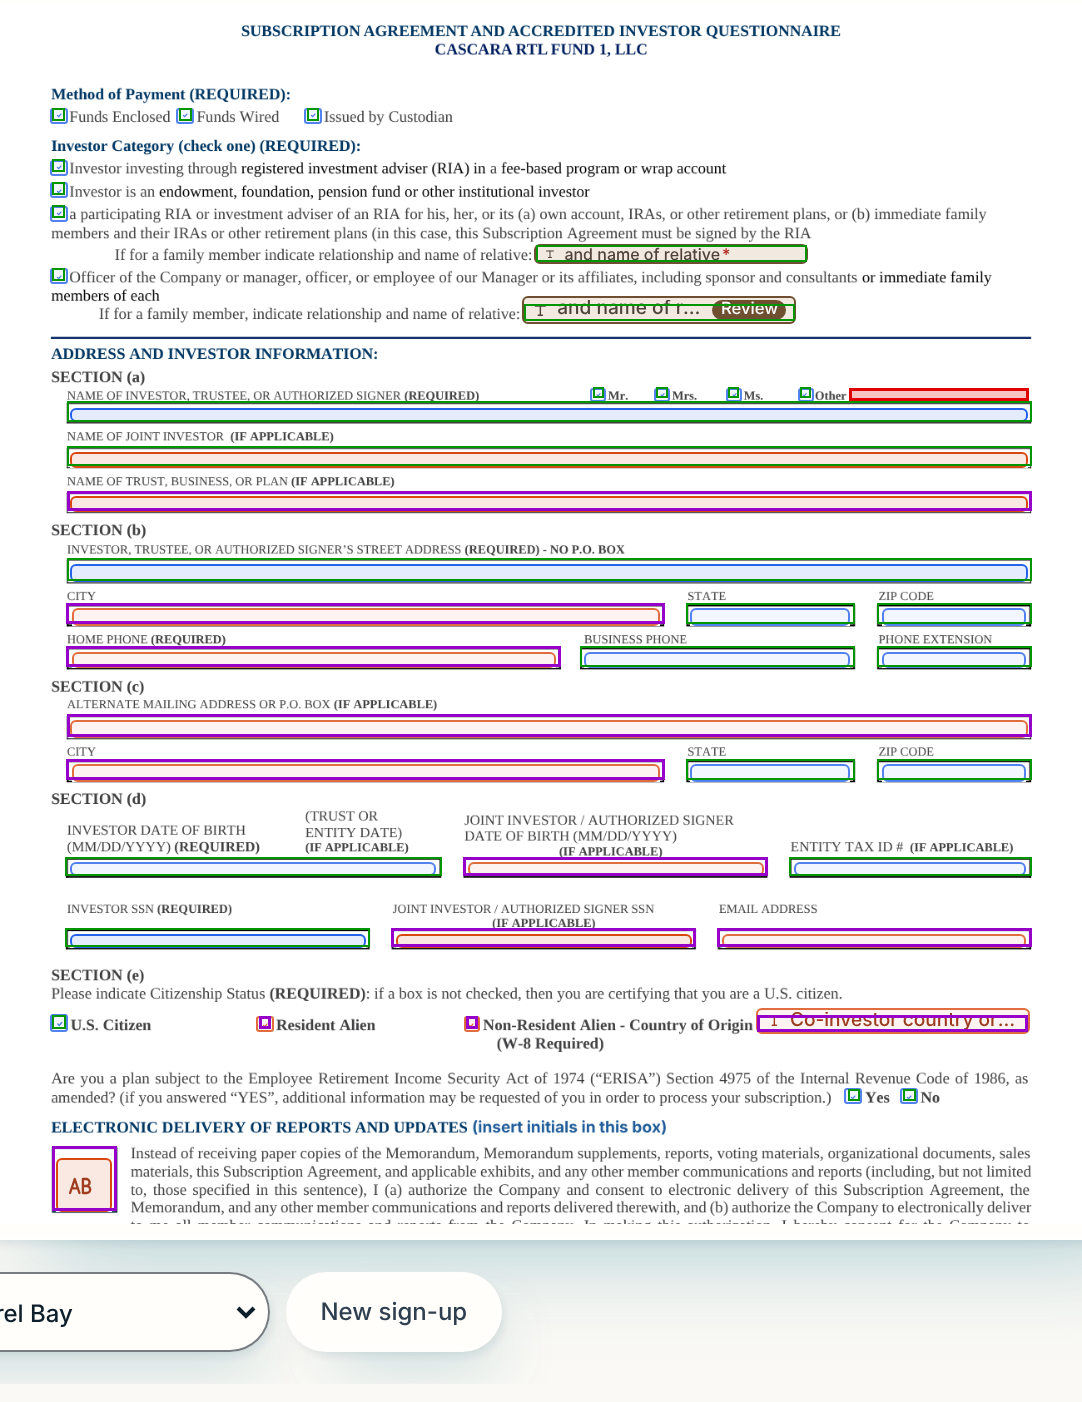 SUBSCRIPTION AGREEMENT AND ACCREDITED INVESTOR QUESTIONNAIRE
CASCARA RTL FUND 1, LLC
Method of Payment (REQUIRED):
Funds Enclosed Funds Wired Issued by Custodian
Investor Category (check one) (REQUIRED):
Investor investing through registered investment adviser (RIA) in a fee-based program or wrap account
Investor is an endowment, foundation, pension fund or other institutional investor
a participating RIA or investment adviser of an RIA for his, her, or its (a) own account, IRAs, or other retirement plans, or (b) immediate family
members and their IRAs or other retirement plans (in this case, this Subscription Agreement must be signed by the RIA
If for a family member indicate relationship and name of relative: and name of relative*
Officer of the Company or manager, officer, or employee of our Manager or its affiliates, including sponsor and consultants or immediate family
members of each
If for a family member, indicate relationship and name of relative: and name of r... Review
ADDRESS AND INVESTOR INFORMATION:
SECTION (a)
NAME OF INVESTOR, TRUSTEE, OR AUTHORIZED SIGNER (REQUIRED) Mr. Mrs. Ms. Other
NAME OF JOINT INVESTOR (IF APPLICABLE)
NAME OF TRUST, BUSINESS, OR PLAN (IF APPLICABLE)
SECTION (b)
INVESTOR, TRUSTEE, OR AUTHORIZED SIGNER'S STREET ADDRESS (REQUIRED) - NO P.O. BOX
CITY STATE ZIP CODE
HOME PHONE (REQUIRED) BUSINESS PHONE PHONE EXTENSION
SECTION (c)
ALTERNATE MAILING ADDRESS OR P.O. BOX (IF APPLICABLE)
CITY STATE ZIP CODE
SECTION (d)
INVESTOR DATE OF BIRTH
(MM/DD/YYYY) (REQUIRED)
(TRUST OR
ENTITY DATE)
(IF APPLICABLE)
JOINT INVESTOR / AUTHORIZED SIGNER
DATE OF BIRTH (MM/DD/YYYY)
(IF APPLICABLE)
ENTITY TAX ID # (IF APPLICABLE)
INVESTOR SSN (REQUIRED)
JOINT INVESTOR / AUTHORIZED SIGNER SSN
(IF APPLICABLE)
EMAIL ADDRESS
SECTION (e)
Please indicate Citizenship Status (REQUIRED): if a box is not checked, then you are certifying that you are a U.S. citizen.
U.S. Citizen Resident Alien Non-Resident Alien - Country of Origin Co-investor country or...
(W-8 Required)
Are you a plan subject to the Employee Retirement Income Security Act of 1974 (“ERISA”) Section 4975 of the Internal Revenue Code of 1986, as
amended? (if you answered “YES”, additional information may be requested of you in order to process your subscription.) Yes No
ELECTRONIC DELIVERY OF REPORTS AND UPDATES (insert initials in this box)
AB
Instead of receiving paper copies of the Memorandum, Memorandum supplements, reports, voting materials, organizational documents, sales
materials, this Subscription Agreement, and applicable exhibits, and any other member communications and reports (including, but not limited
to, those specified in this sentence), I (a) authorize the Company and consent to electronic delivery of this Subscription Agreement, the
Memorandum, and any other member communications and reports delivered therewith, and (b) authorize the Company to electronically deliver
rel Bay
New sign-up